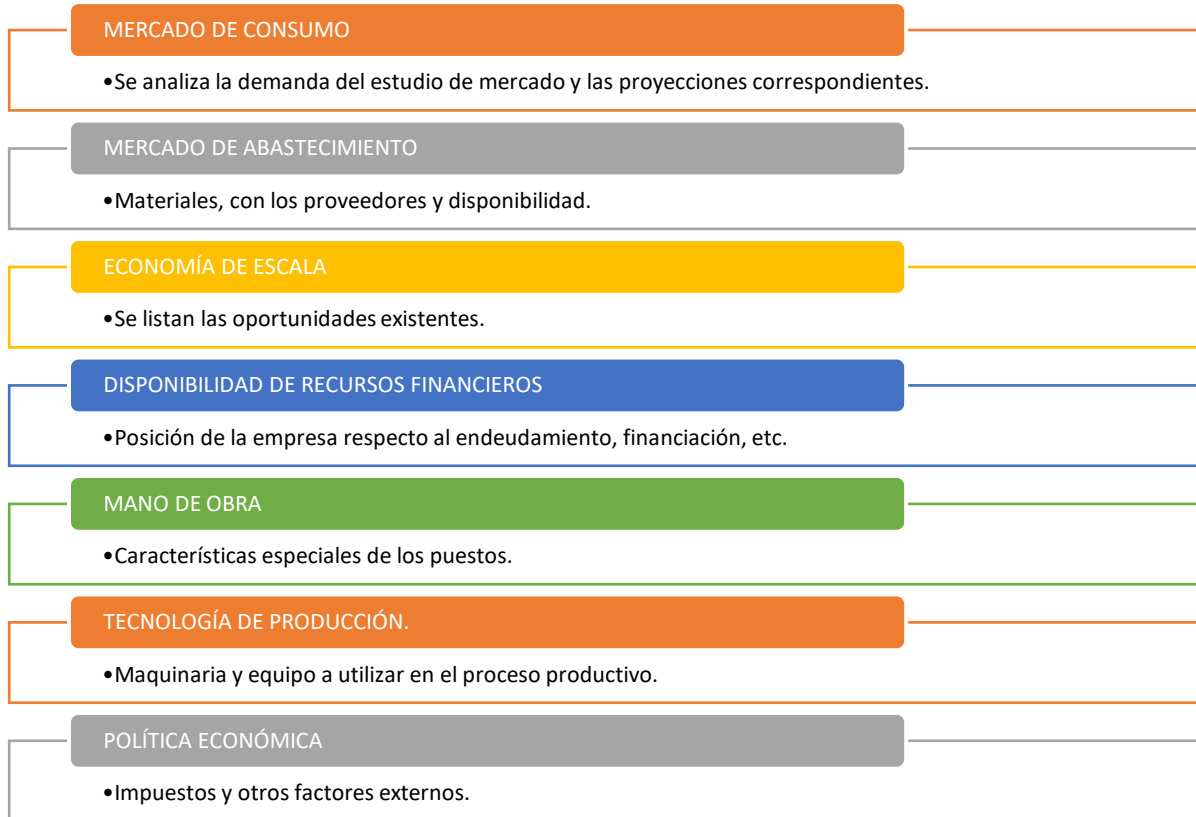 MERCADO DE CONSUMO
•Se analiza la demanda del estudio de mercado y las proyecciones correspondientes.
MERCADO DE ABASTECIMIENTO
•Materiales, con los proveedores y disponibilidad.
ECONOMÍA DE ESCALA
•Se listan las oportunidades existentes.
DISPONIBILIDAD DE RECURSOS FINANCIEROS
•Posición de la empresa respecto al endeudamiento, financiación, etc.
MANO DE OBRA
•Características especiales de los puestos.
TECNOLOGÍA DE PRODUCCIÓN.
•Maquinaria y equipo a utilizar en el proceso productivo.
POLÍTICA ECONÓMICA
•Impuestos y otros factores externos.